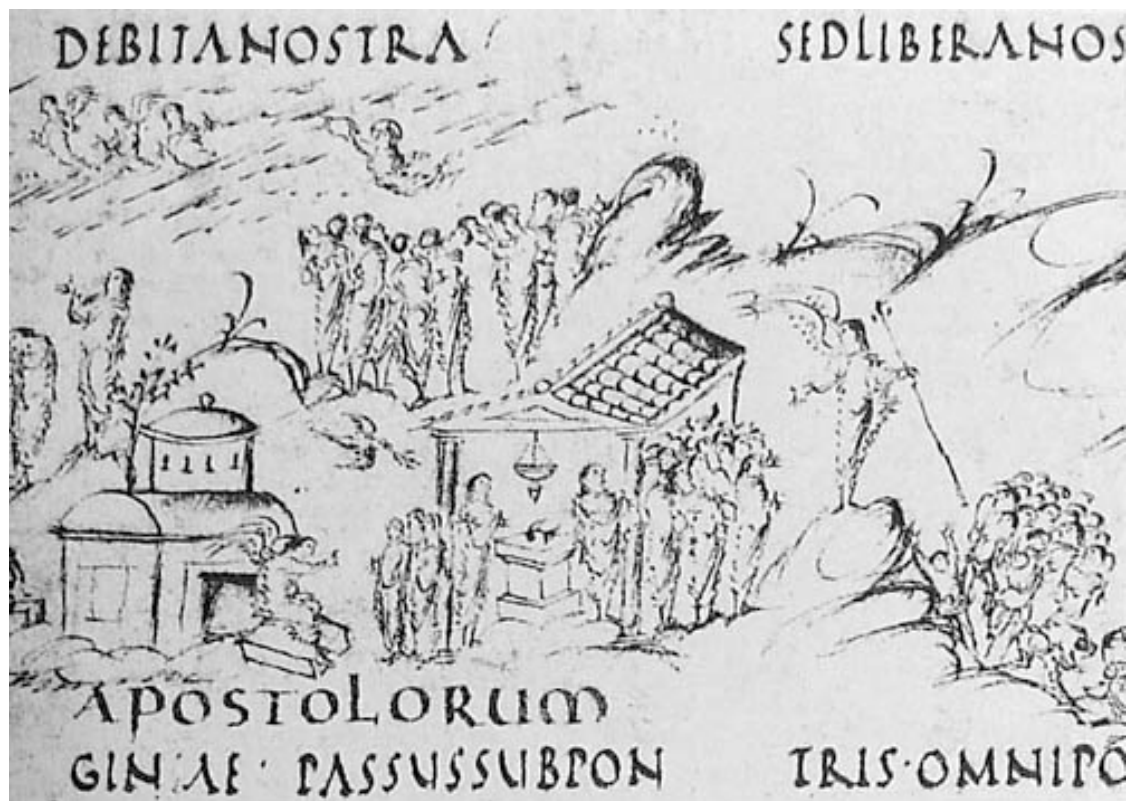 DEBITANOSTRA SEDLIBERANOS
APOSTOLORUM
GINAE · PASSUSSUBPON TRIS·OMNIPO